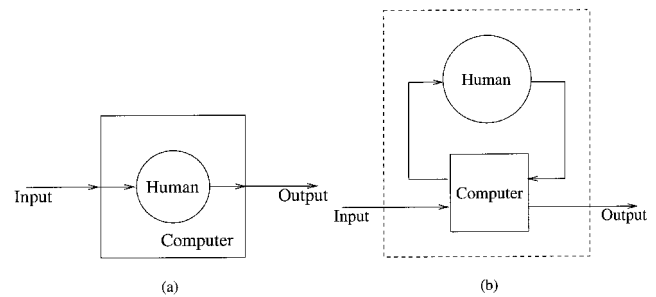 Input
Human
Output
Computer
(a)
Human
Computer
Input
Output
(b)